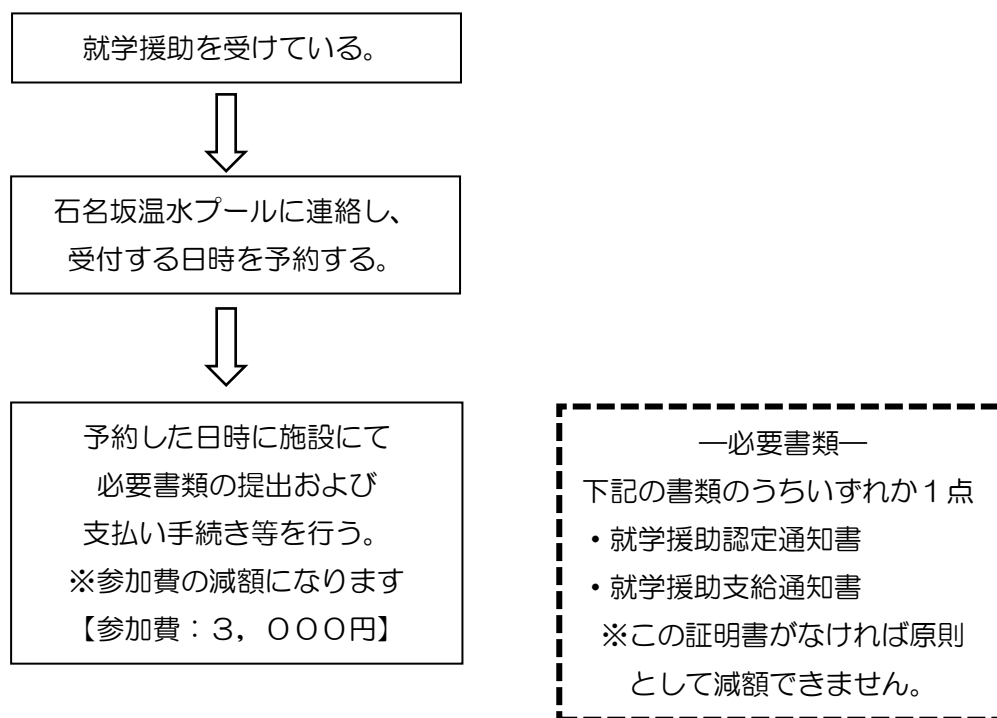 就学援助を受けている。
石名坂温水プールに連絡し、
受付する日時を予約する。
予約した日時に施設にて
必要書類の提出および
支払い手続き等を行う。
※参加費の減額になります
【参加費：３，０００円】
―必要書類―
下記の書類のうちいずれか１点
・就学援助認定通知書
・就学援助支給通知書
※この証明書がなければ原則
として減額できません。